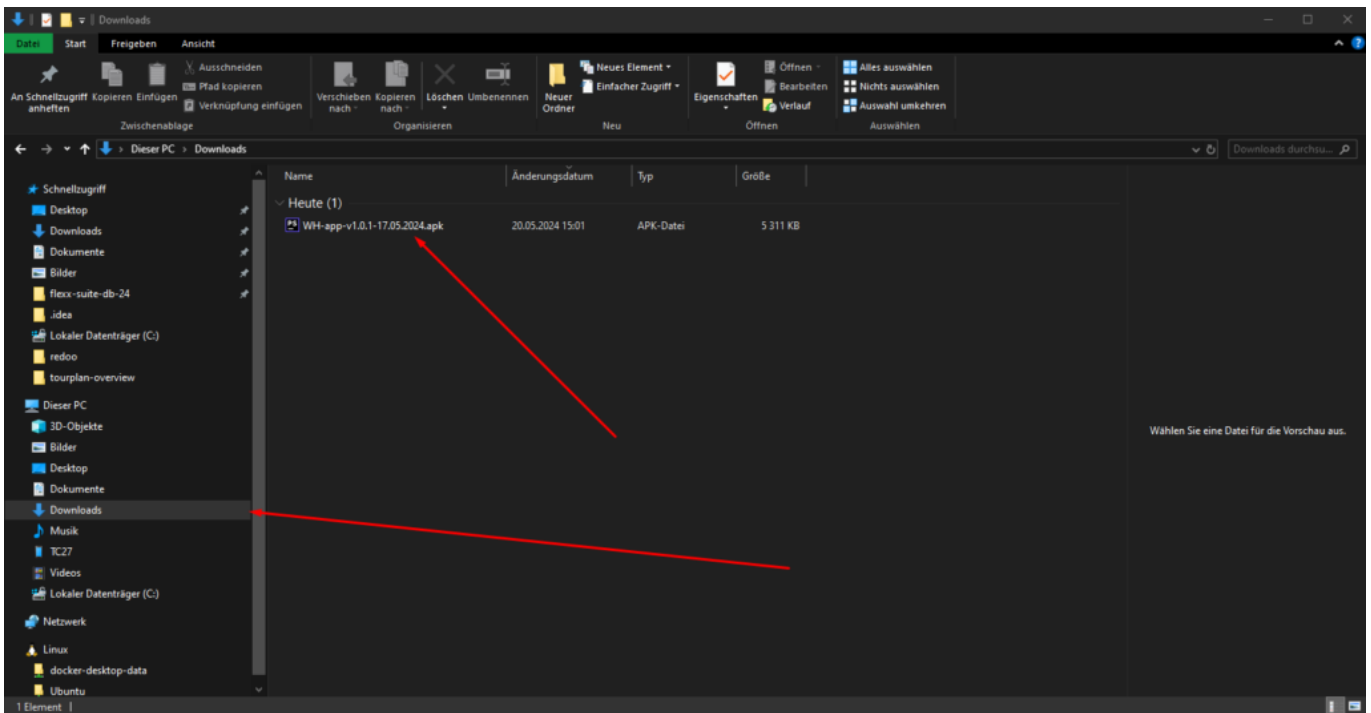 Downloads
Datei Start Freigeben Ansicht
An Schnellzugriff anheften
Kopieren
Einfügen
Ausschneiden
Pfad kopieren
Verknüpfung einfügen
Zwischenablage
Verschieben nach
Kopieren nach
Löschen
Umbenennen
Organisieren
Neuer Ordner
Neues Element
Einfacher Zugriff
Neu
Eigenschaften
Öffnen
Bearbeiten
Verlauf
Öffnen
Alles auswählen
Nichts auswählen
Auswahl umkehren
Auswählen
Dieser PC > Downloads
Downloads durchsu...
Schnellzugriff
Desktop
Downloads
Dokumente
Bilder
flexx-suite-db-24
.idea
Lokaler Datenträger (C:)
redoo
tourplan-overview
Dieser PC
3D-Objekte
Bilder
Desktop
Dokumente
Downloads
Musik
TC27
Videos
Lokaler Datenträger (C:)
Netzwerk
Linux
docker-desktop-data
Ubuntu
Name Änderungsdatum Typ Größe
Heute (1)
WH-app-v1.0.1-17.05.2024.apk 20.05.2024 15:01 APK-Datei 5 311 KB
Wählen Sie eine Datei für die Vorschau aus.
1 Element